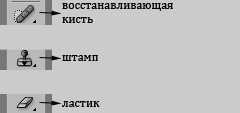 восстанавливающая
кисть
штамп
ластик